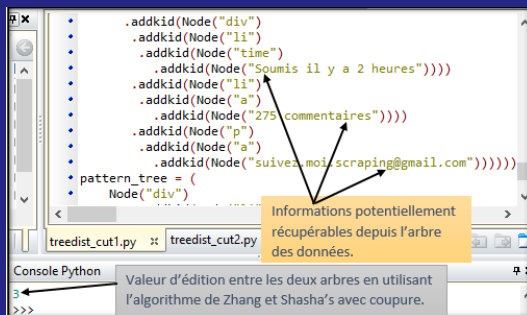 .addkid(Node("div")
.addkid(Node("li")
.addkid(Node("time")
.addkid(Node("Soumis il y a 2 heures"))))
.addkid(Node("li")
.addkid(Node("a")
.addkid(Node("275 commentaires"))))
.addkid(Node("p")
.addkid(Node("a")
.addkid(Node("suivez.moi.scraping@gmail.com"))))))
pattern_tree = (
Node("div")
Informations potentiellement
récupérables depuis l'arbre
des données.
treedist_cut1.py
treedist_cut2.py
Console Python
Valeur d'édition entre les deux arbres en utilisant
l'algorithme de Zhang et Shasha's avec coupure.
3
>>>